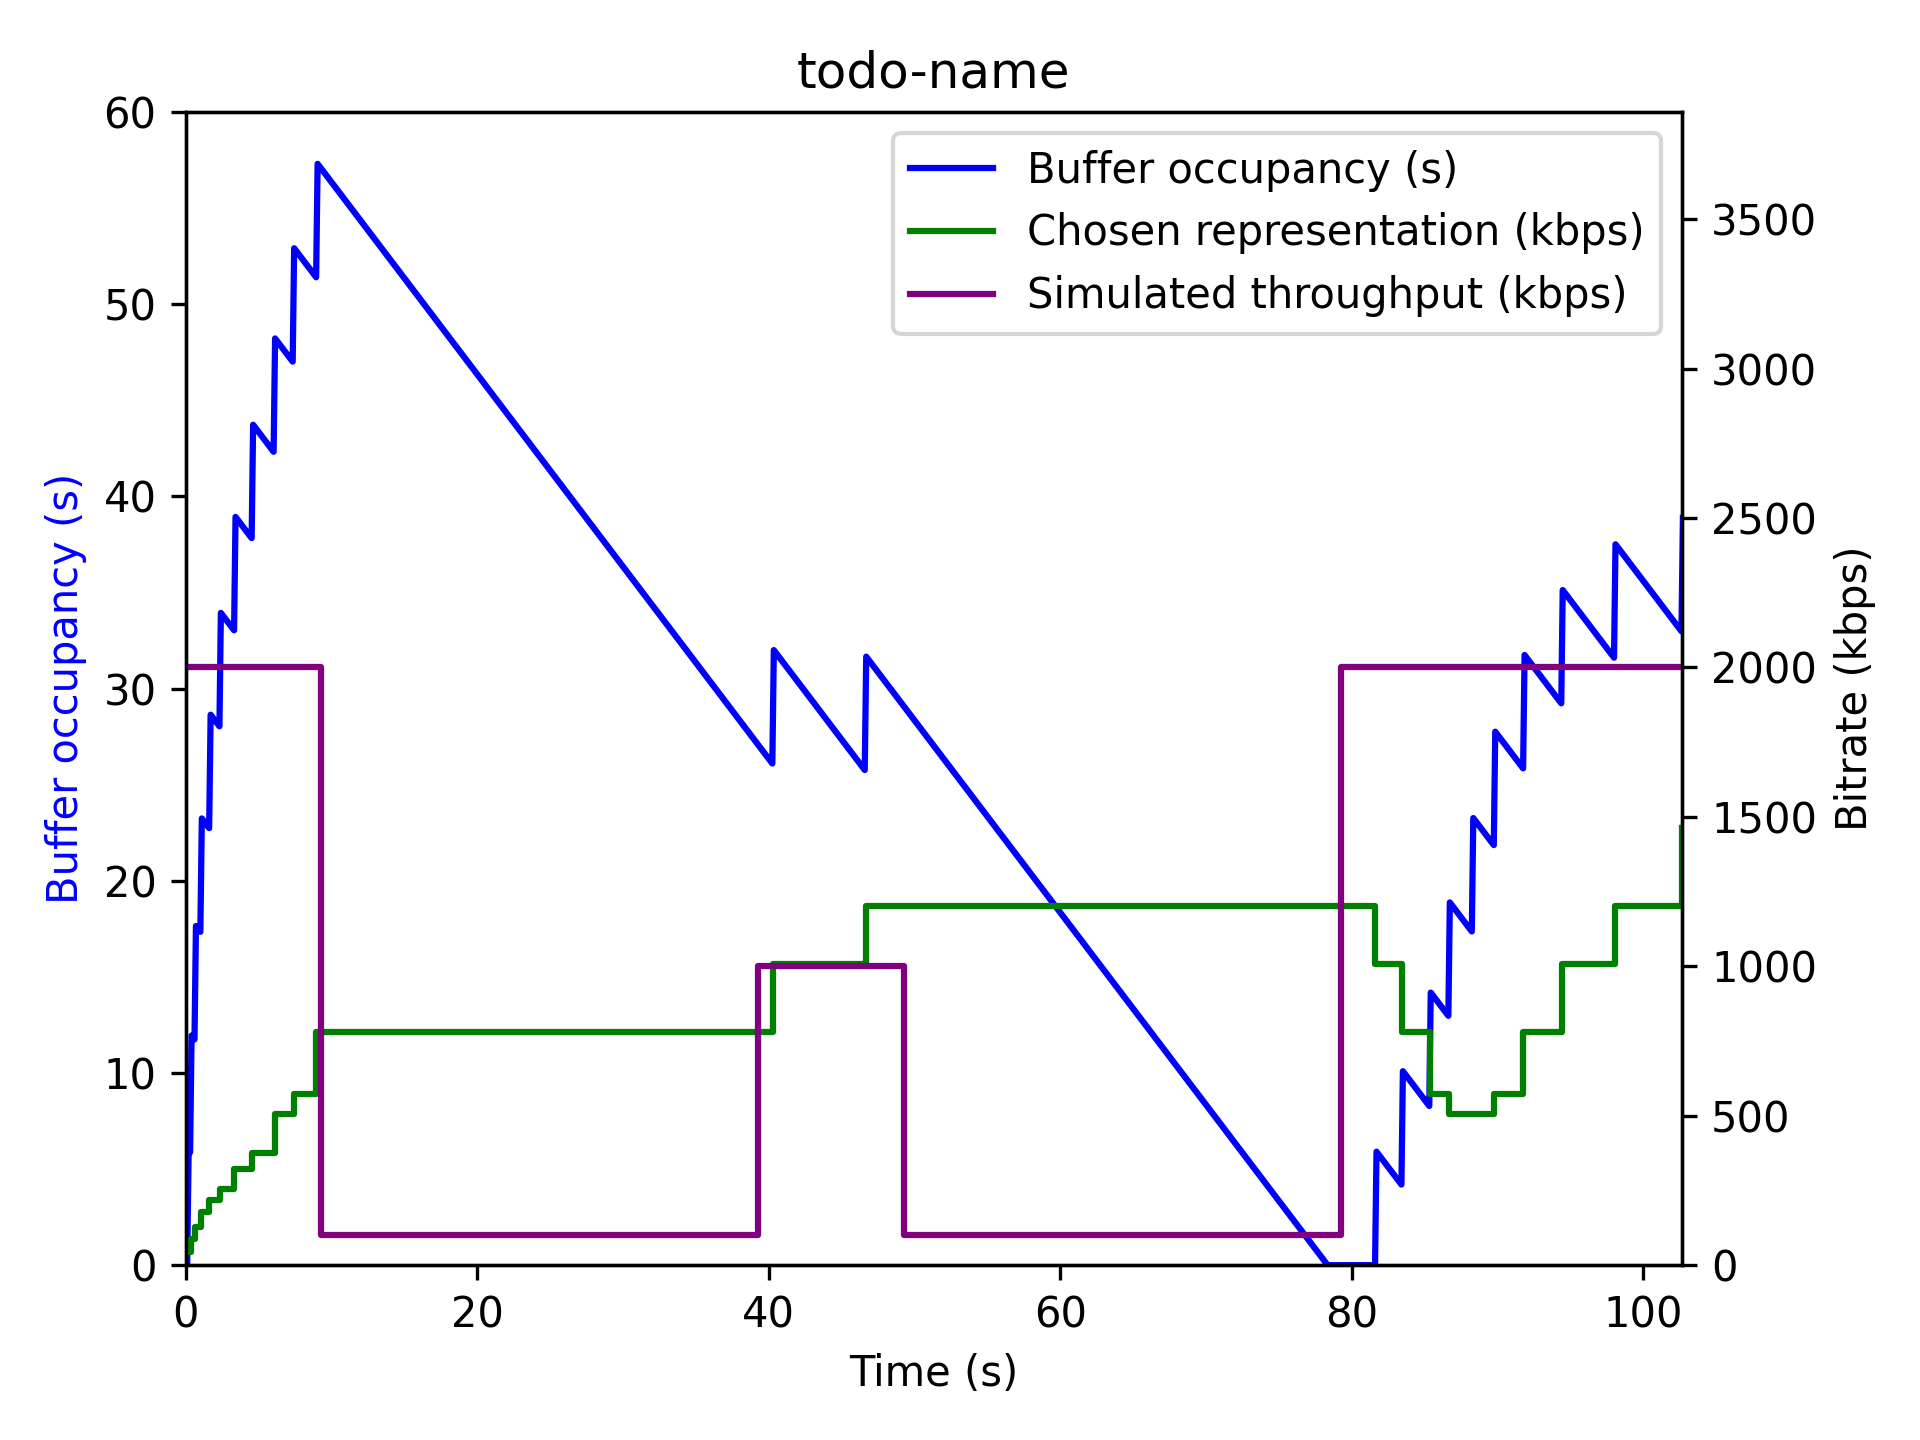 todo-name
Buffer occupancy (s)
Chosen representation (kbps)
Simulated throughput (kbps)
60
50
40
30
20
10
0
Buffer occupancy (s)
3500
3000
2500
2000
1500
1000
500
0
Bitrate (kbps)
0 20 40 60 80 100
Time (s)